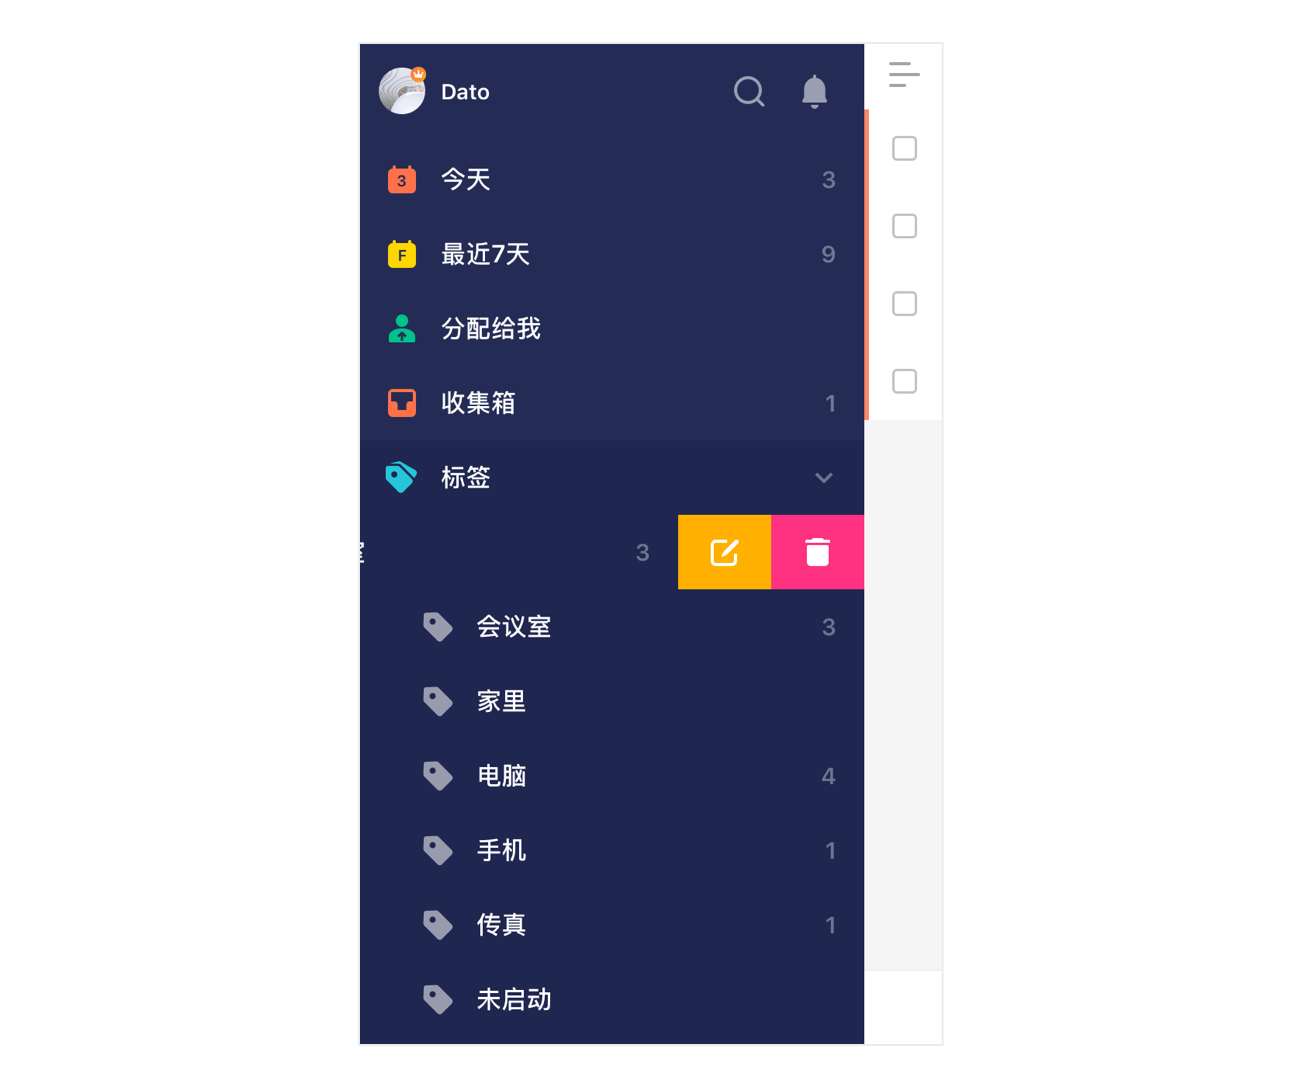 Dato
3 今天 3
F 最近7天 9
分配给我
收集箱 1
标签
3
会议室 3
家里
电脑 4
手机 1
传真 1
未启动